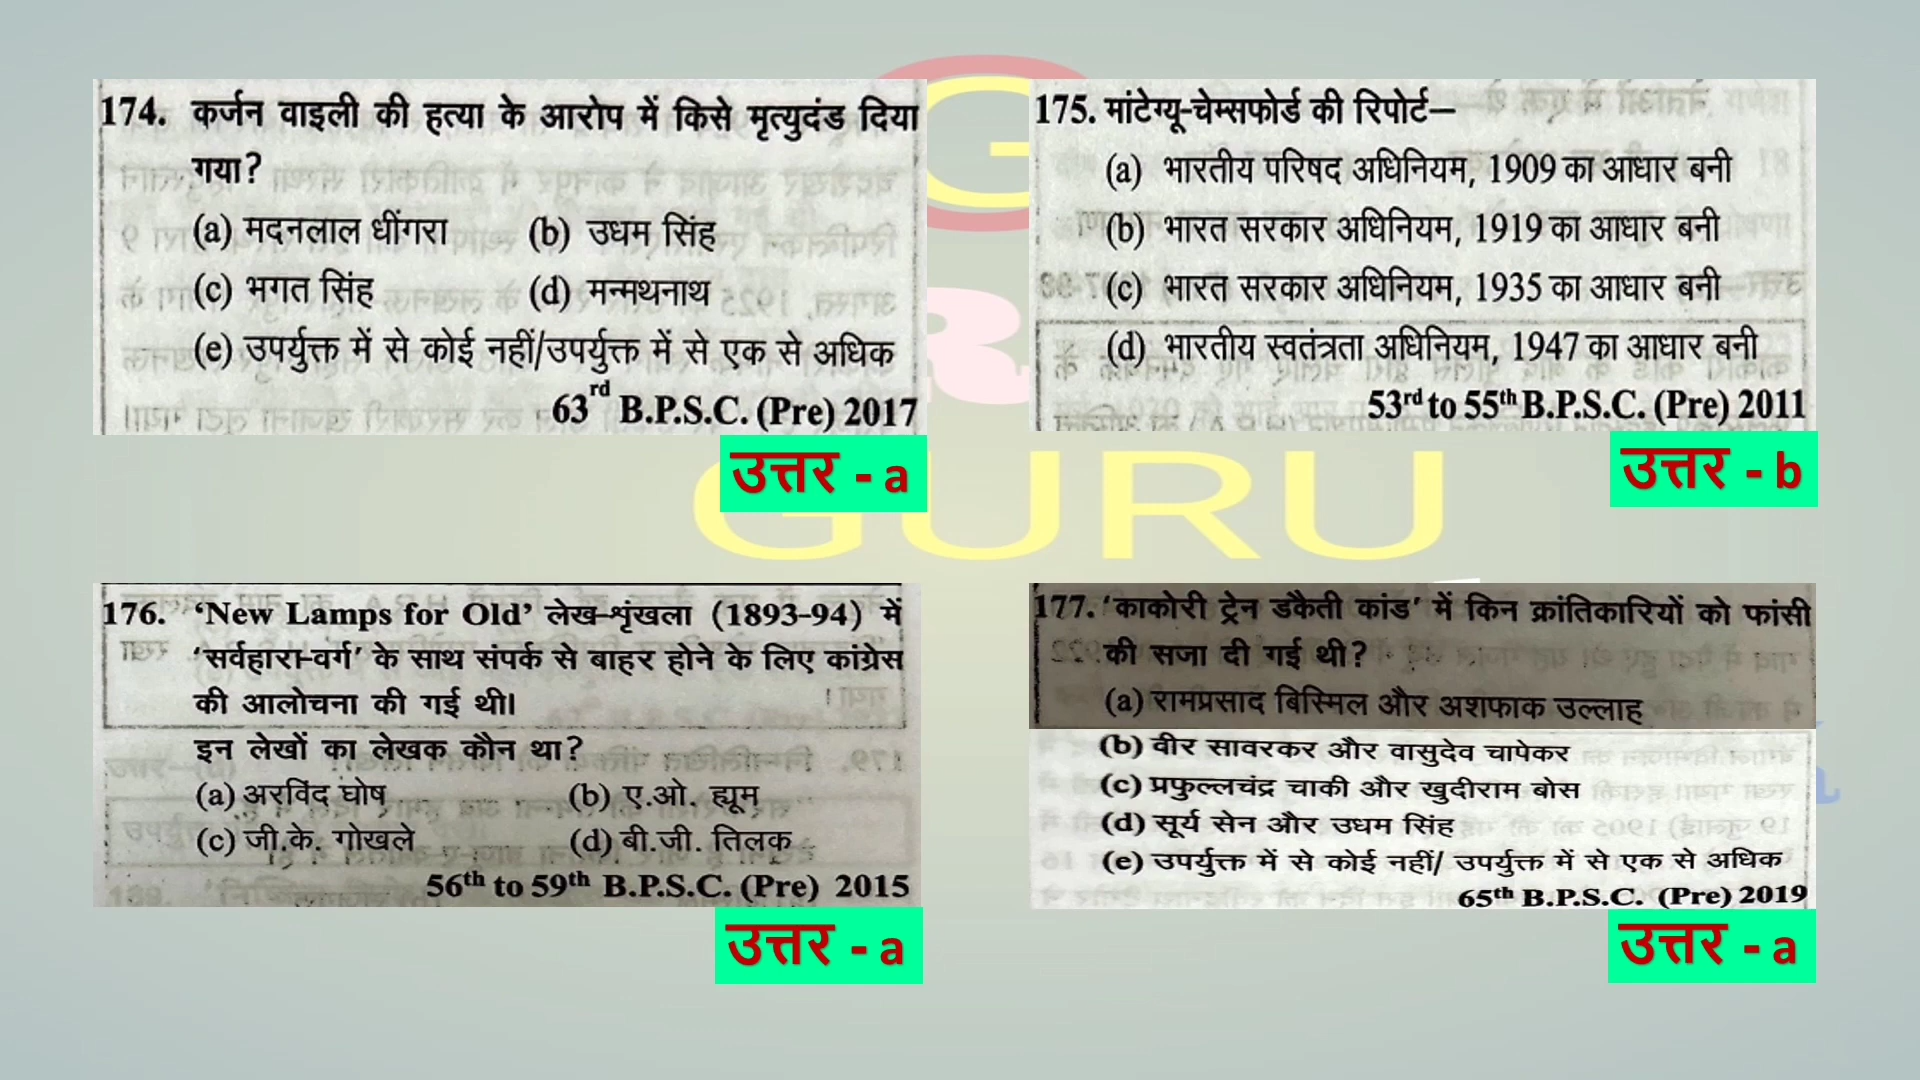 174. कर्जन वाइली की हत्या के आरोप में किसे मृत्युदंड दिया
गया?
(a) मदनलाल धींगरा (b) उधम सिंह
(c) भगत सिंह (d) मन्मथनाथ
(e) उपर्युक्त में से कोई नहीं/उपर्युक्त में से एक से अधिक
63rd B.P.S.C. (Pre) 2017
उत्तर - a
175. मांटेग्यू-चेम्सफोर्ड की रिपोर्ट–
(a) भारतीय परिषद अधिनियम, 1909 का आधार बनी
(b) भारत सरकार अधिनियम, 1919 का आधार बनी
(c) भारत सरकार अधिनियम, 1935 का आधार बनी
(d) भारतीय स्वतंत्रता अधिनियम, 1947 का आधार बनी
53rd to 55th B.P.S.C. (Pre) 2011
उत्तर - b
GURU
176. ‘New Lamps for Old’ लेख-शृंखला (1893-94) में
‘सर्वहारा-वर्ग’ के साथ संपर्क से बाहर होने के लिए कांग्रेस
की आलोचना की गई थी।
इन लेखों का लेखक कौन था?
(a) अरविंद घोष (b) ए.ओ. ह्यूम
(c) जी.के. गोखले (d) बी.जी. तिलक
56th to 59th B.P.S.C. (Pre) 2015
उत्तर - a
177. ‘काकोरी ट्रेन डकैती कांड’ में किन क्रांतिकारियों को फांसी
की सजा दी गई थी?
(a) रामप्रसाद बिस्मिल और अशफाक उल्लाह
(b) वीर सावरकर और वासुदेव चापेकर
(c) प्रफुल्लचंद्र चाकी और खुदीराम बोस
(d) सूर्य सेन और उधम सिंह
(e) उपर्युक्त में से कोई नहीं/ उपर्युक्त में से एक से अधिक
65th B.P.S.C. (Pre) 2019
उत्तर - a